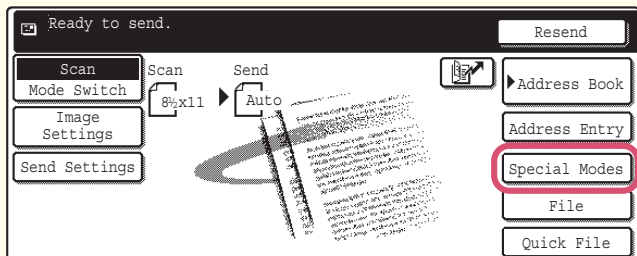 Ready to send.
Resend
Scan
Mode Switch
Scan
Send
8½x11
Auto
Address Book
Image
Settings
Address Entry
Send Settings
Special Modes
File
Quick File